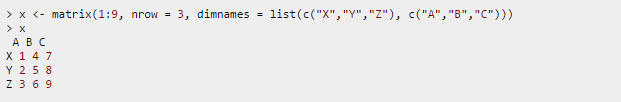 > x <- matrix(1:9, nrow = 3, dimnames = list(c("X","Y","Z"), c("A","B","C")))
> x
  A B C
X 1 4 7
Y 2 5 8
Z 3 6 9